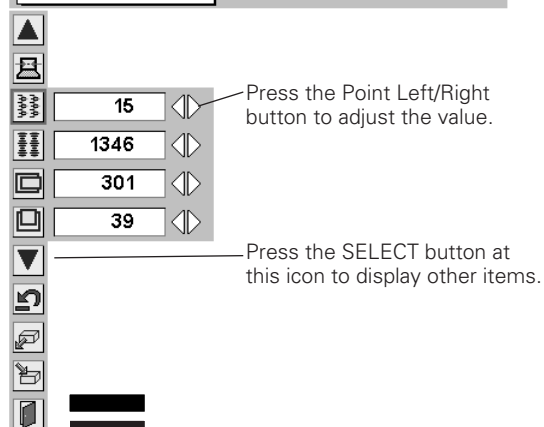 15
Press the Point Left/Right
button to adjust the value.
1346
301
39
Press the SELECT button at
this icon to display other items.